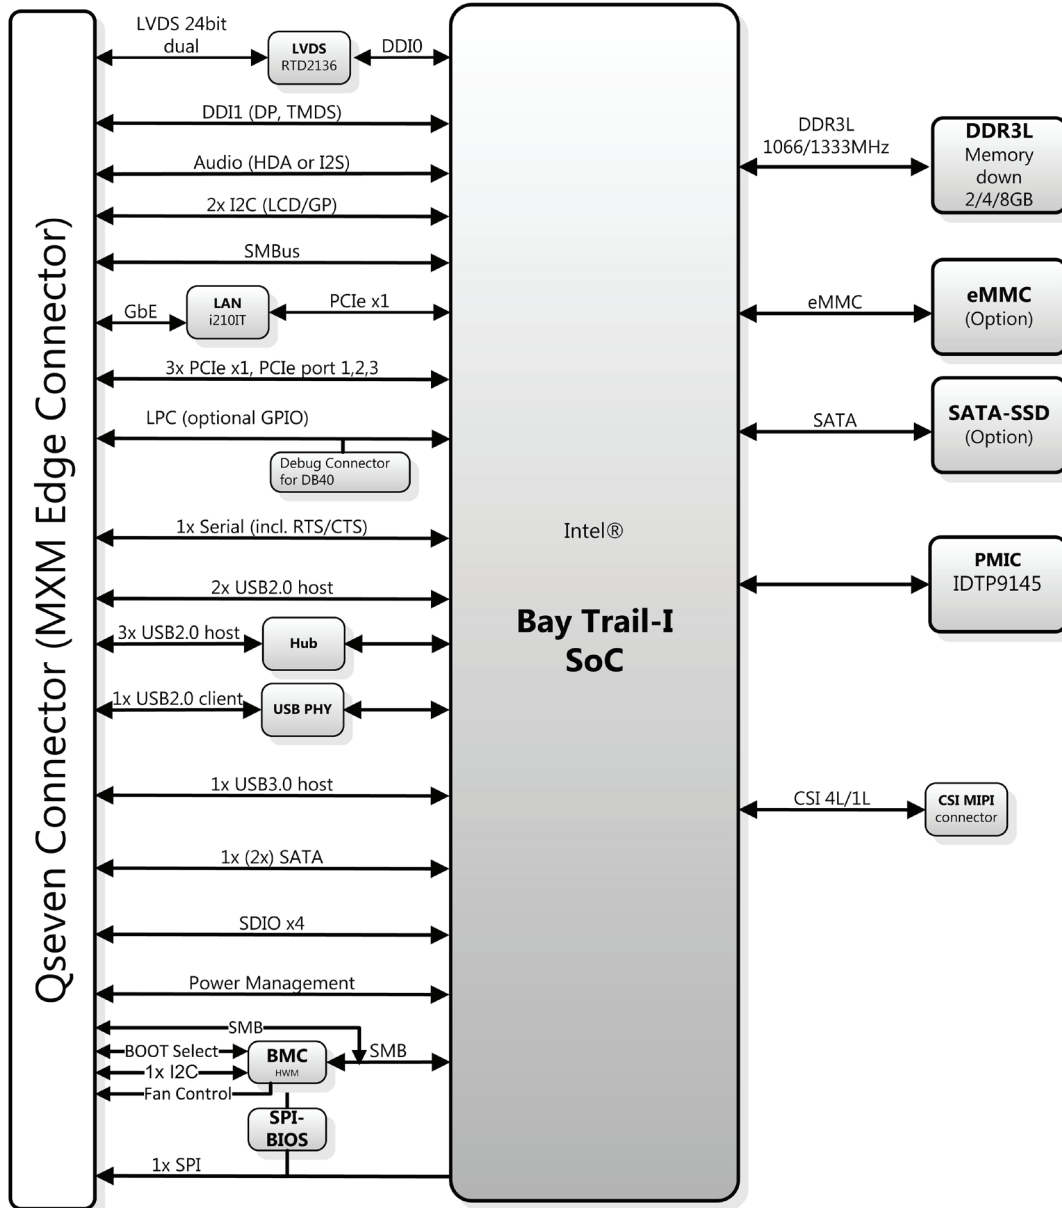 Qseven Connector (MXM Edge Connector)
LVDS 24bit
dual
LVDS
RTD2136
DDI0
DDI1 (DP, TMDS)
Audio (HDA or I2S)
2x I2C (LCD/GP)
SMBus
GbE
LAN
i210IT
PCIe x1
3x PCIe x1, PCIe port 1,2,3
LPC (optional GPIO)
Debug Connector
for DB40
1x Serial (incl. RTS/CTS)
2x USB2.0 host
3x USB2.0 host
Hub
1x USB2.0 client
USB PHY
1x USB3.0 host
1x (2x) SATA
SDIO x4
Power Management
SMB
BOOT Select
1x I2C
Fan Control
BMC
HWM
SMB
SPI-
BIOS
1x SPI
Intel®
Bay Trail-I
SoC
DDR3L
1066/1333MHz
DDR3L
Memory
down
2/4/8GB
eMMC
eMMC
(Option)
SATA
SATA-SSD
(Option)
PMIC
IDTP9145
CSI 4L/1L
CSI MIPI
connector